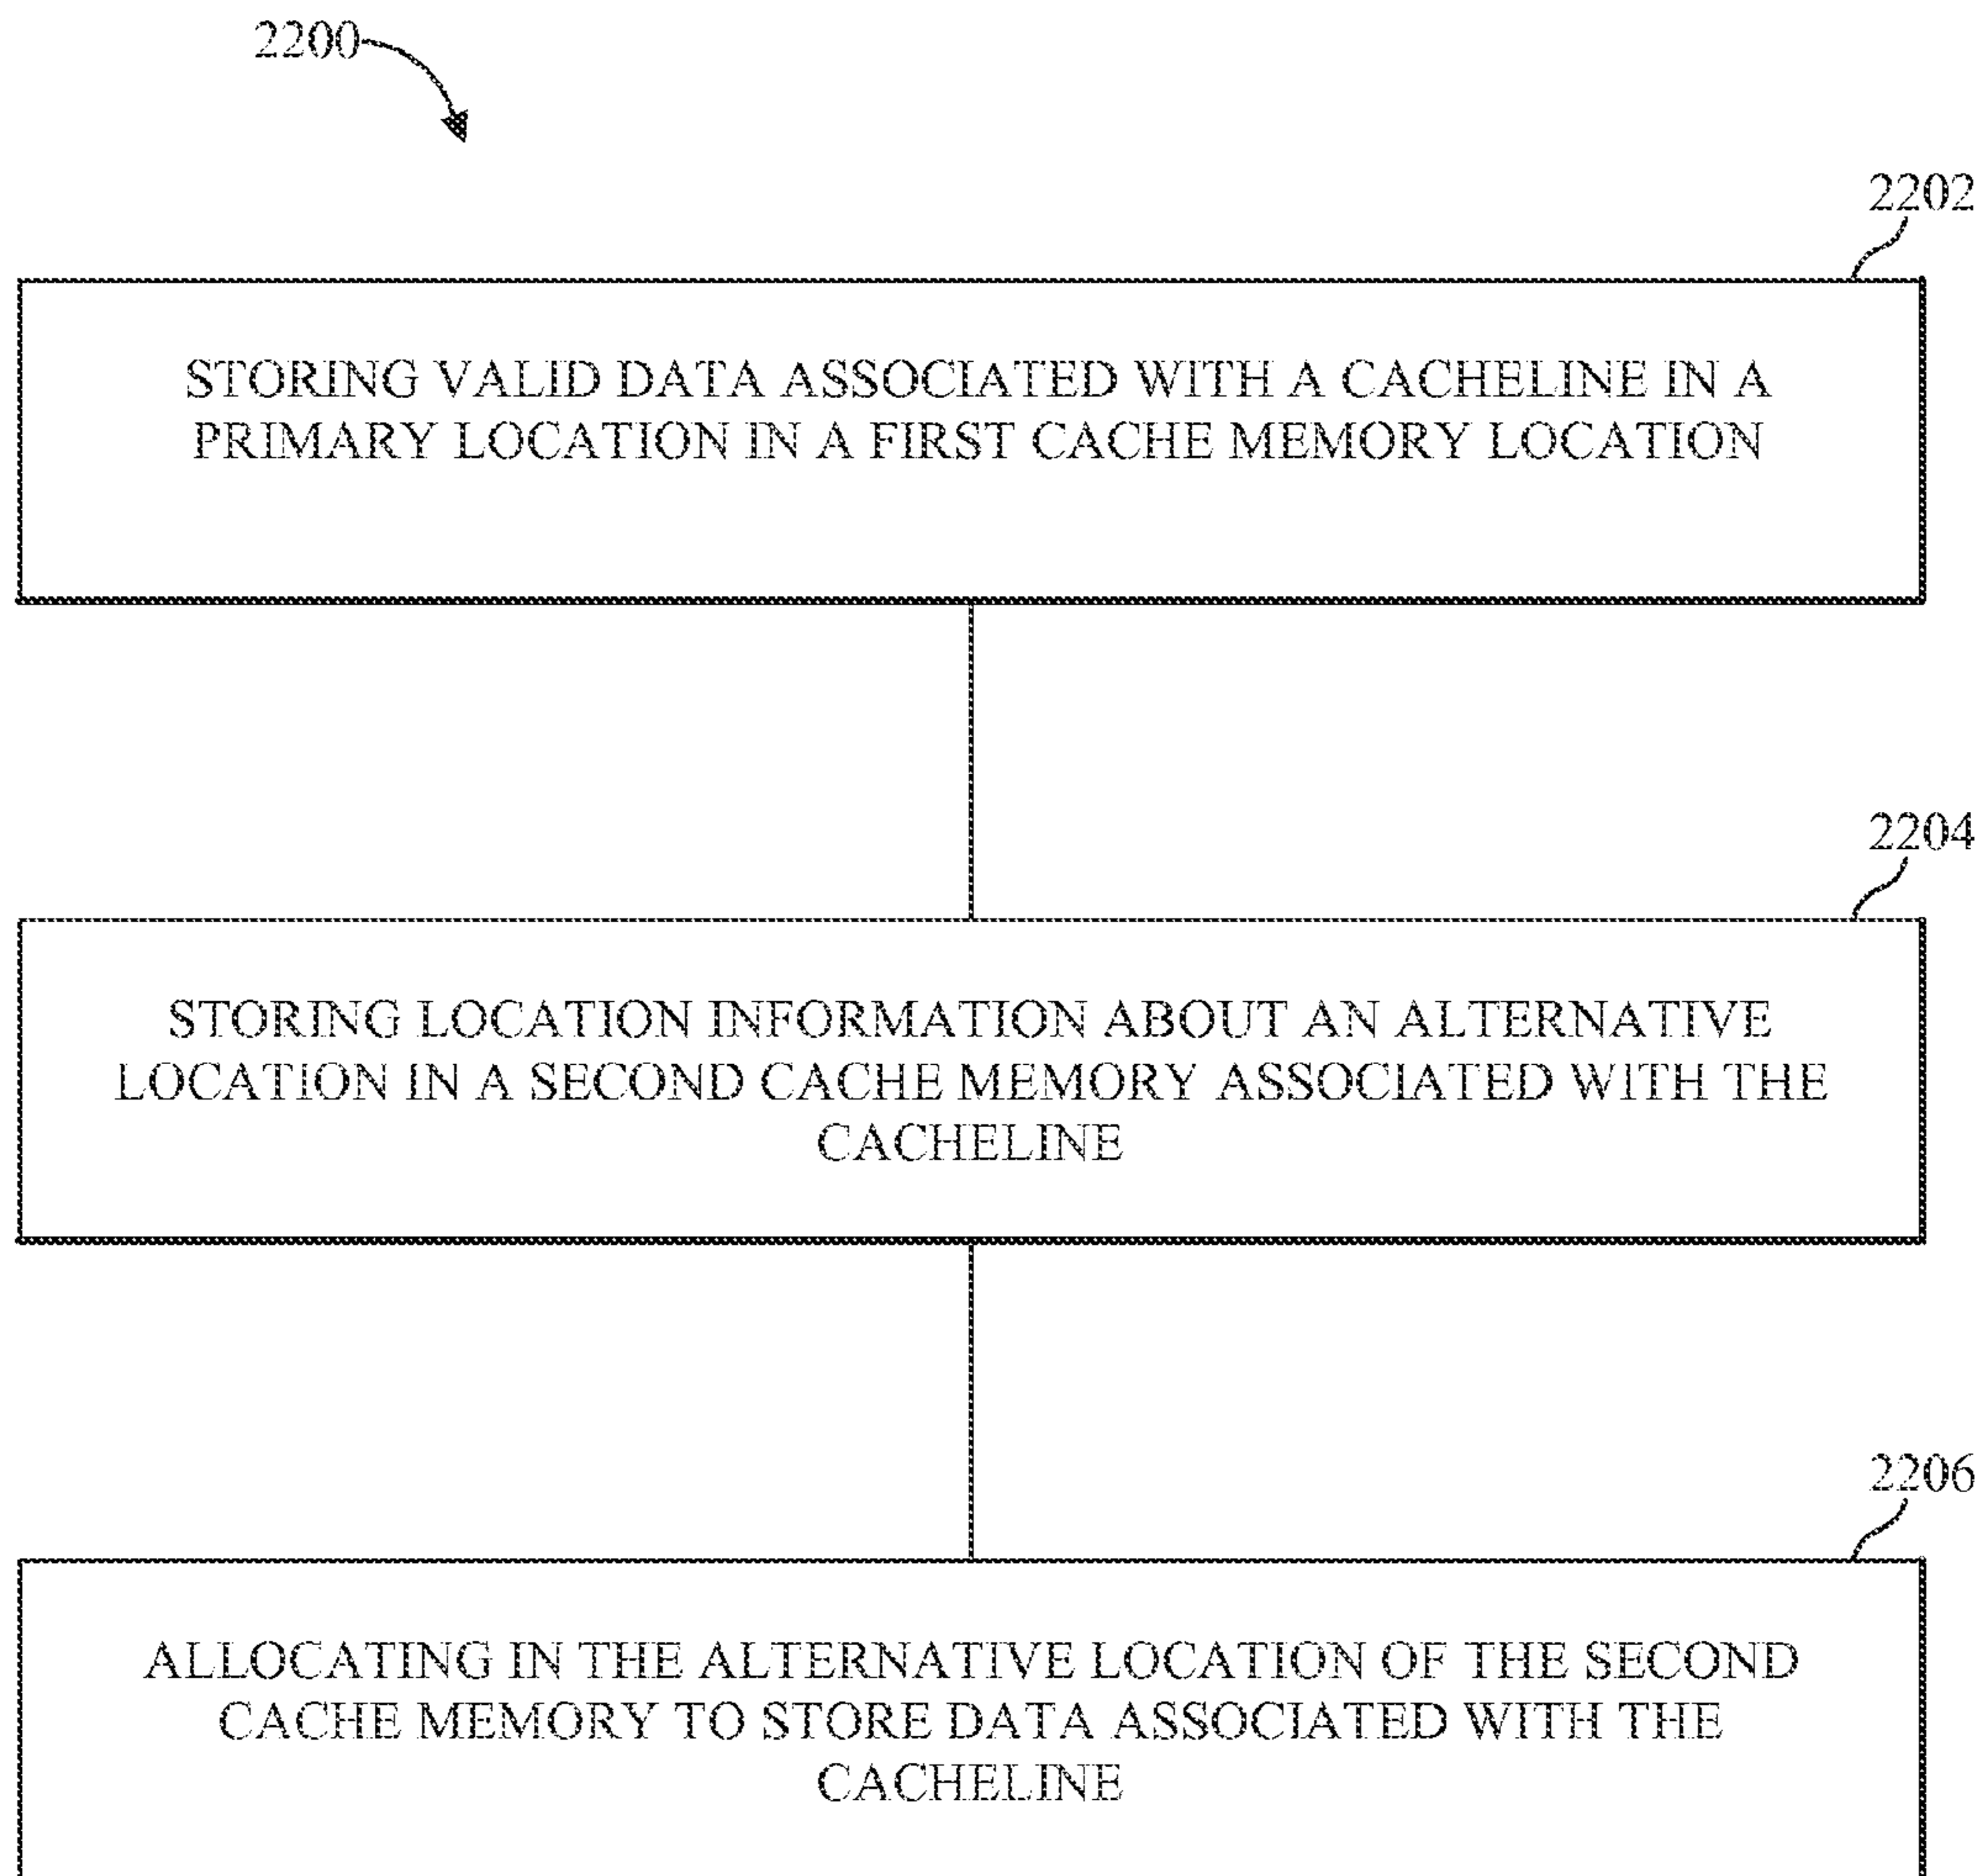 2200
2202
STORING VALID DATA ASSOCIATED WITH A CACHELINE IN A
PRIMARY LOCATION IN A FIRST CACHE MEMORY LOCATION
2204
STORING LOCATION INFORMATION ABOUT AN ALTERNATIVE
LOCATION IN A SECOND CACHE MEMORY ASSOCIATED WITH THE
CACHELINE
2206
ALLOCATING IN THE ALTERNATIVE LOCATION OF THE SECOND
CACHE MEMORY TO STORE DATA ASSOCIATED WITH THE
CACHELINE